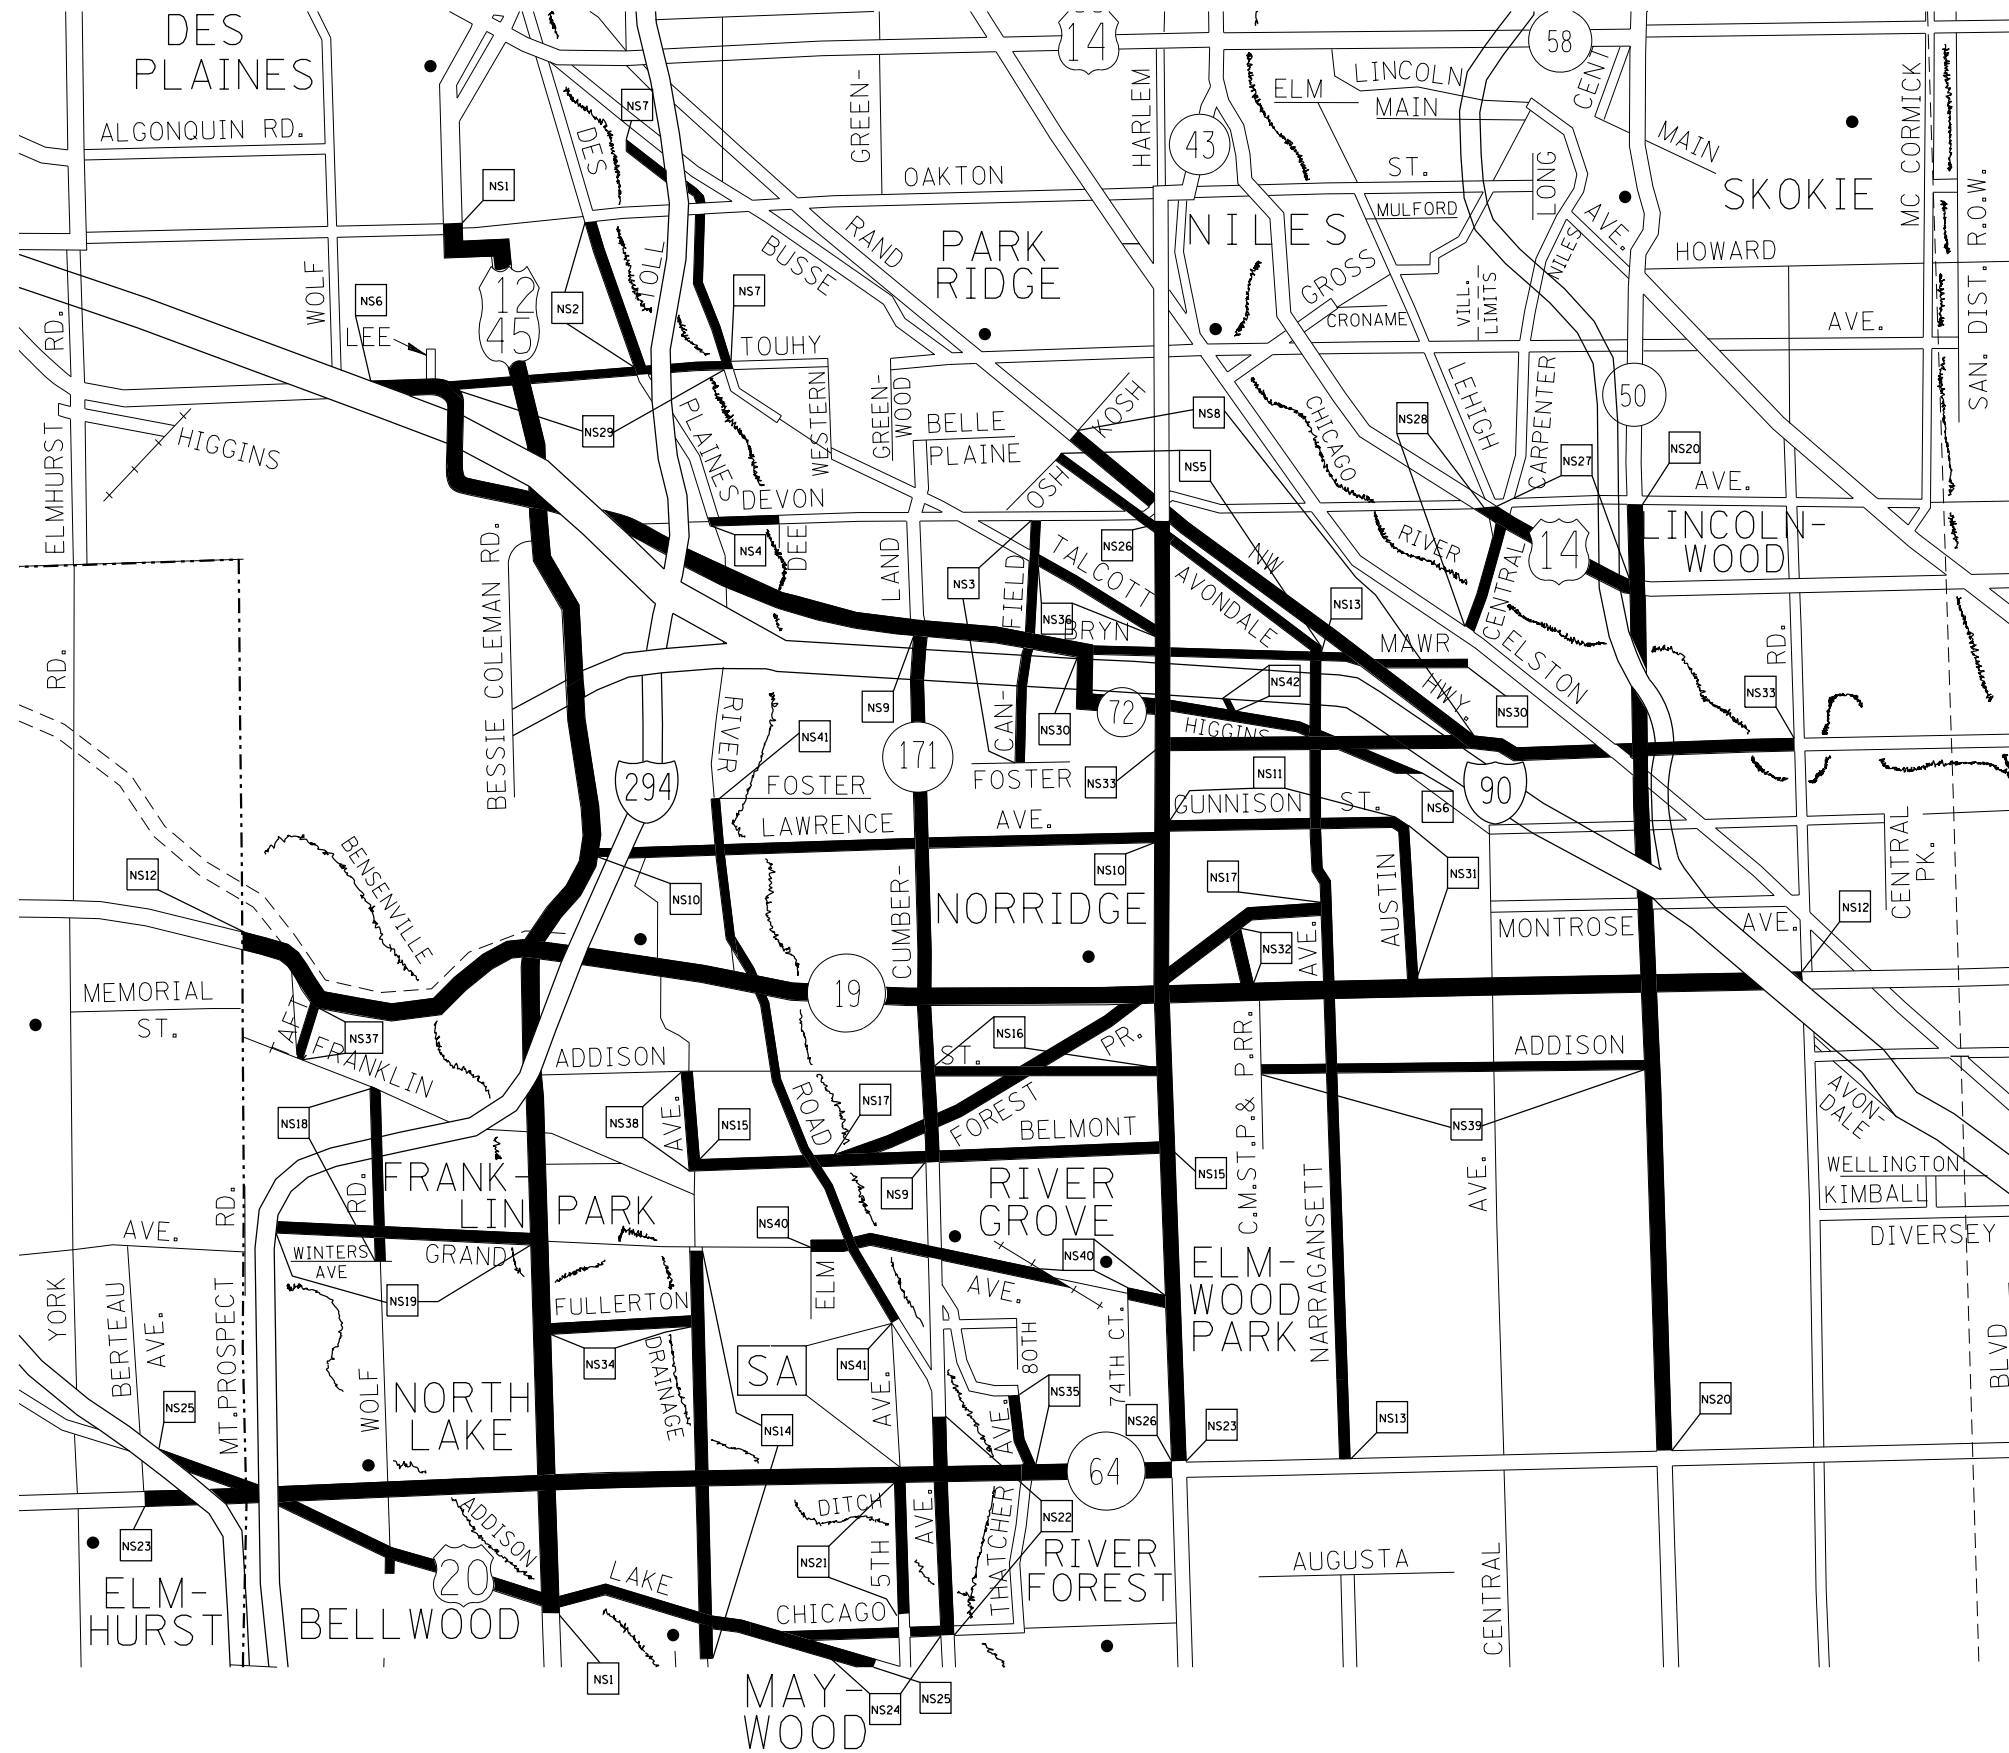 DES
PLAINES
ALGONQUIN RD.
NS1
NS7
DES
GREEN-
OAKTON
14
HARLEM
43
58
LINCOLN
ELM
MAIN
CENT
MAIN
ST.
LONG
MULFORD
SKOKIE
MC CORMICK
SAN. DIST. R.O.W.
AVE.
HOWARD
NILES
NILES
PARK
RIDGE
RAND
BUSSE
TOLL
WOLF
NS6
LEE
12
45
NS2
NS7
TOUHY
GROSS
CRONAME
VILL.
LIMITS
AVE.
RD.
ELMHURST
HIGGINS
NS29
PLAINES
WESTERN
GREEN-
WOOD
BELLE
PLAINE
KOSH
OSH
NS8
NS5
CHICAGO
NS28
LEHIGH
CARPENTER
NS27
50
NS20
AVE.
DEVON
DEE
NS4
LAND
NS3
FIELD
TALCOTT
NS26
NS36
BRYN
AVONDALE
NW
HWY.
NS13
MAWR
RIVER
CENTRAL
14
LINCOLN-
WOOD
ELSTON
RD.
NS33
BESSIE COLEMAN RD.
RD.
RIVER
NS41
NS9
171
CAN-
NS30
FOSTER
72
NS42
HIGGINS
NS30
NS33
NS11
GUNNISON
ST.
NS6
90
294
FOSTER
LAWRENCE
AVE.
NS12
BENSENVILLE
NS10
CUMBER-
NORRIDGE
NS10
NS17
AUSTIN
NS31
MONTROSE
AVE.
NS12
CENTRAL
PK.
NS32
AVE.
MEMORIAL
ST.
TAFT
NS37
FRANKLIN
19
ADDISON
ST.
NS16
PR.
C.M.ST.P.& P.RR.
ADDISON
NS18
NS38
AVE.
NS15
ROAD
NS17
FOREST
BELMONT
NS39
AVON-
DALE
WELLINGTON
KIMBALL
DIVERSEY
FRANK-
LIN PARK
RD.
RD.
AVE.
WINTERS
AVE
GRAND
NS19
NS40
NS9
RIVER
GROVE
NS15
NS40
ELM
AVE.
ELM-
WOOD
PARK
NARRAGANSETT
AVE.
YORK
BERTEAU
AVE.
MT.PROSPECT
FULLERTON
NS34
DRAINAGE
SA
NS41
80TH
74TH CT.
BLVD
NS25
WOLF
NORTH
LAKE
NS14
AVE.
AVE.
NS35
NS26
NS23
NS13
NS20
64
NS23
ADDISON
DITCH
AVE.
NS22
NS21
5TH
THATCHER
RIVER
FOREST
AUGUSTA
CENTRAL
20
LAKE
CHICAGO
ELM-
HURST
BELLWOOD
NS1
MAY-
WOOD
NS24
NS25